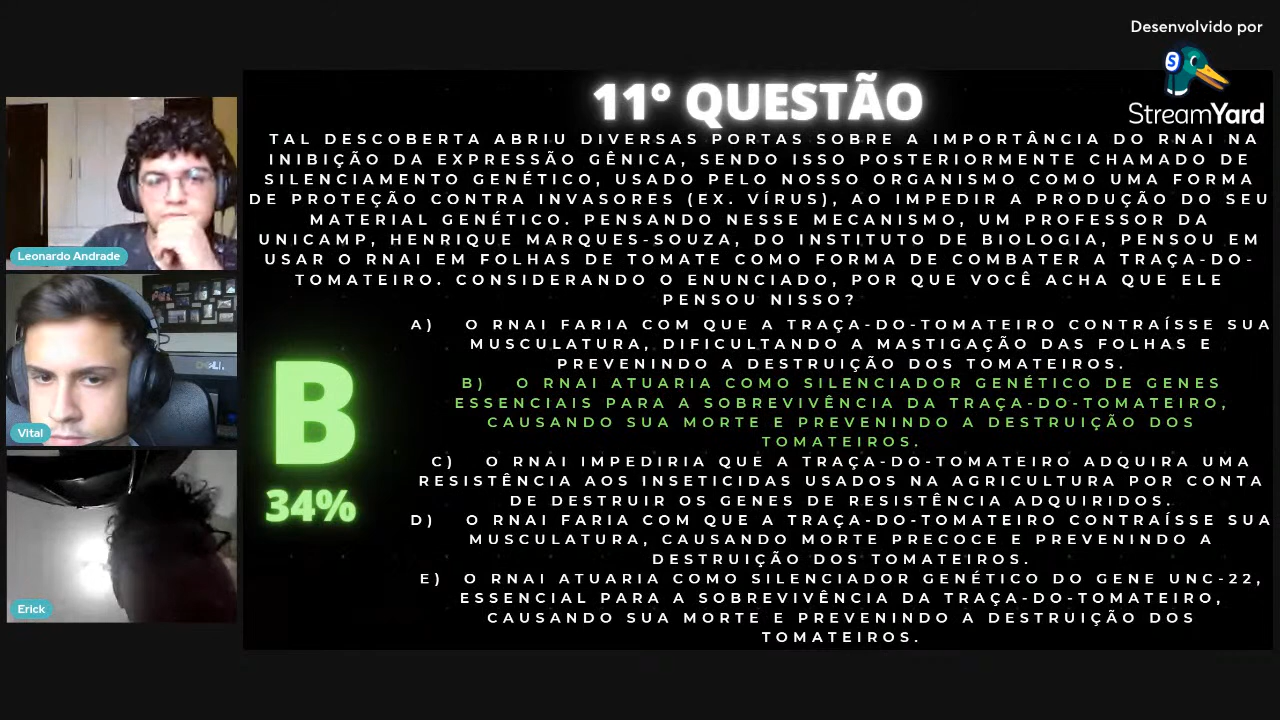 Desenvolvido por
StreamYard
11° QUESTÃO
TAL DESCOBERTA ABRIU DIVERSAS PORTAS SOBRE A IMPORTÂNCIA DO RNAI NA
INIBIÇÃO DA EXPRESSÃO GÊNICA, SENDO ISSO POSTERIORMENTE CHAMADO DE
SILENCIAMENTO GENÉTICO, USADO PELO NOSSO ORGANISMO COMO UMA FORMA
DE PROTEÇÃO CONTRA INVASORES (EX. VÍRUS), AO IMPEDIR A PRODUÇÃO DO SEU
MATERIAL GENÉTICO. PENSANDO NESSE MECANISMO, UM PROFESSOR DA
UNICAMP, HENRIQUE MARQUES-SOUZA, DO INSTITUTO DE BIOLOGIA, PENSOU EM
USAR O RNAI EM FOLHAS DE TOMATE COMO FORMA DE COMBATER A TRAÇA-DO-
TOMATEIRO. CONSIDERANDO O ENUNCIADO, POR QUE VOCÊ ACHA QUE ELE
PENSOU NISSO?
A) O RNAI FARIA COM QUE A TRAÇA-DO-TOMATEIRO CONTRAÍSSE SUA
MUSCULATURA, DIFICULTANDO A MASTIGAÇÃO DAS FOLHAS E
PREVENINDO A DESTRUIÇÃO DOS TOMATEIROS.
B) O RNAI ATUARIA COMO SILENCIADOR GENÉTICO DE GENES
ESSENCIAIS PARA A SOBREVIVÊNCIA DA TRAÇA-DO-TOMATEIRO,
CAUSANDO SUA MORTE E PREVENINDO A DESTRUIÇÃO DOS
TOMATEIROS.
C) O RNAI IMPEDIRIA QUE A TRAÇA-DO-TOMATEIRO ADQUIRA UMA
RESISTÊNCIA AOS INSETICIDAS USADOS NA AGRICULTURA POR CONTA
DE DESTRUIR OS GENES DE RESISTÊNCIA ADQUIRIDOS.
D) O RNAI FARIA COM QUE A TRAÇA-DO-TOMATEIRO CONTRAÍSSE SUA
MUSCULATURA, CAUSANDO MORTE PRECOCE E PREVENINDO A
DESTRUIÇÃO DOS TOMATEIROS.
E) O RNAI ATUARIA COMO SILENCIADOR GENÉTICO DO GENE UNC-22,
ESSENCIAL PARA A SOBREVIVÊNCIA DA TRAÇA-DO-TOMATEIRO,
CAUSANDO SUA MORTE E PREVENINDO A DESTRUIÇÃO DOS
TOMATEIROS.
B
34%
Leonardo Andrade
Vital
Erick